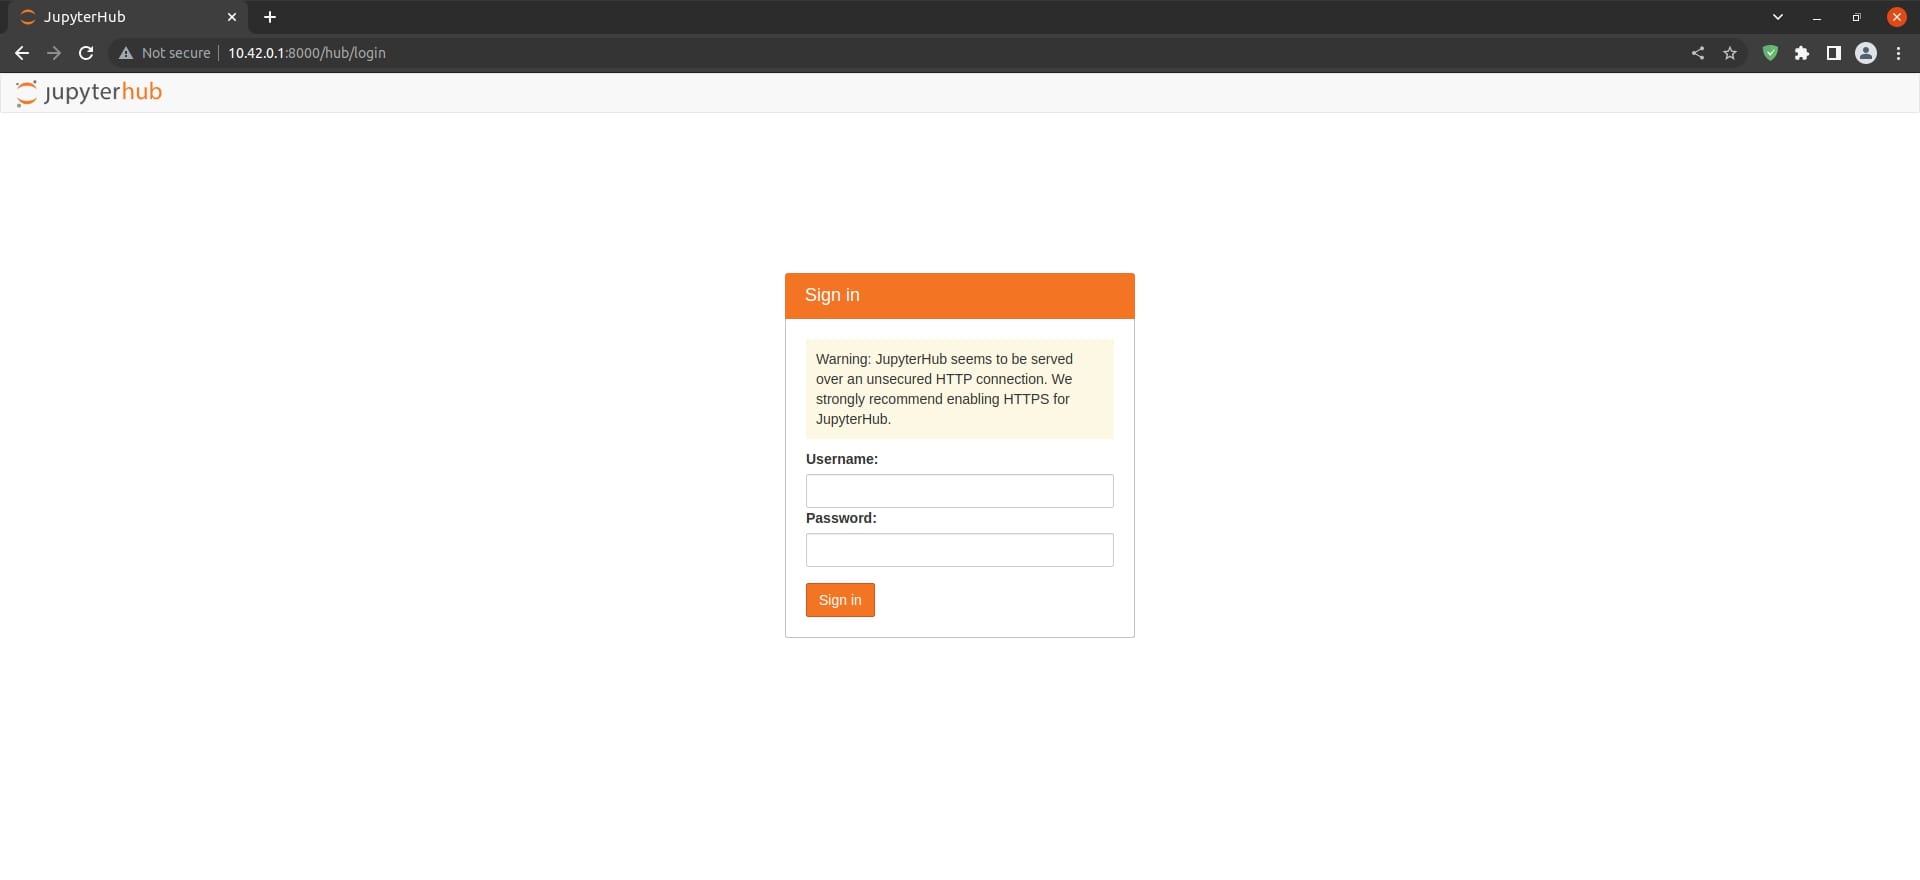 JupyterHub
Not secure 10.42.0.1:8000/hub/login
jupyterhub
Sign in
Warning: JupyterHub seems to be served
over an unsecured HTTP connection. We
strongly recommend enabling HTTPS for
JupyterHub.
Username:
Password:
Sign in